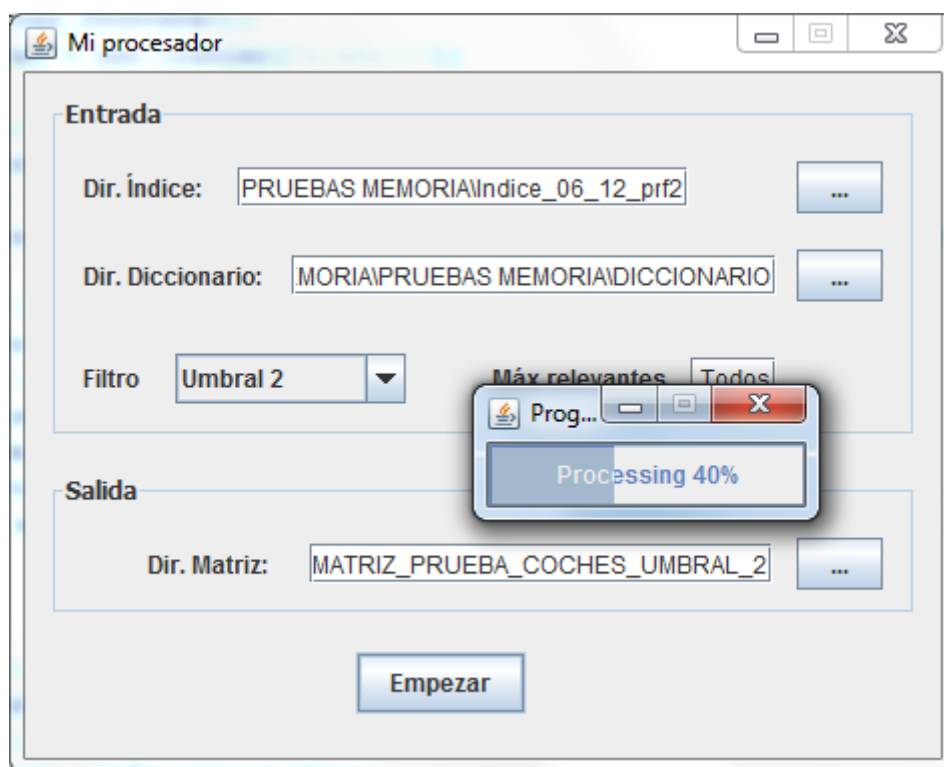 Mi procesador
Entrada
Dir. Índice: PRUEBAS MEMORIA\Indice_06_12_prf2 ...
Dir. Diccionario: MORIA\PRUEBAS MEMORIA\DICCIONARIO ...
Filtro Umbral 2 Máx relevantes Todos
Prog...
Processing 40%
Salida
Dir. Matriz: MATRIZ_PRUEBA_COCHES_UMBRAL_2 ...
Empezar